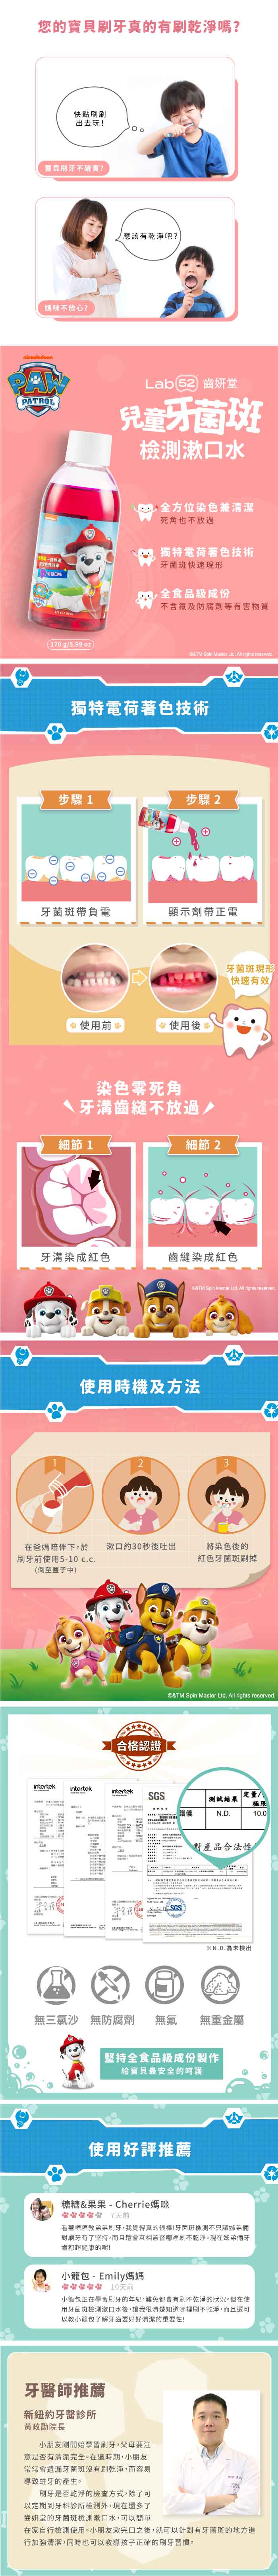 您的寶貝刷牙真的有刷乾淨嗎?
快點刷刷
出去玩!
寶貝刷牙不確實?
應該有乾淨吧?
媽咪不放心?
nickelodeon
PAW
PATROL
Lab52 齒妍堂
兒童牙菌斑
檢測漱口水
全方位染色兼清潔
死角也不放過
獨特電荷著色技術
牙菌斑快速現形
全食品級成份
不含氟及防腐劑等有害物質
170 g/5.99 oz
©&TM Spin Master Ltd. All rights reserved.
獨特電荷著色技術
步驟 1
步驟 2
牙菌斑帶負電
顯示劑帶正電
牙菌斑現形
快速有效
使用前
使用後
染色零死角
牙溝齒縫不放過
細節 1
細節 2
牙溝染成紅色
齒縫染成紅色
©&TM Spin Master Ltd. All rights reserved.
使用時機及方法
1
2
3
在爸媽陪伴下,於
刷牙前使用5-10 c.c.
(倒至蓋子中)
漱口約30秒後吐出
將染色後的
紅色牙菌斑刷掉
©&TM Spin Master Ltd. All rights reserved.
合格認證
intertek
intertek
intertek
SGS
測試結果
N.D.
10.0
對產品合法性
SGS
※N.D.為未檢出
無三氯沙
無防腐劑
無氟
無重金屬
堅持全食品級成份製作
給寶貝最安全的呵護
使用好評推薦
糖糖&果果 - Cherrie媽咪
7天前
看著糖糖教弟弟刷牙,我覺得真的很棒!牙菌斑檢測不只讓姊弟倆
對刷牙有了堅持,而且還會互相監督哪裡刷不乾淨,現在姊弟倆牙
齒都超健康的呢!
小籠包 - Emily媽媽
10天前
小籠包正在學習刷牙的年紀,難免都會有刷不乾淨的狀況,但在使
用牙菌斑檢測漱口水後,讓我很清楚知道哪裡刷不乾淨,而且還可
以教小籠包了解牙齒要好好清潔的重要性!
牙醫師推薦
新紐約牙醫診所
黃政勛院長
小朋友剛開始學習刷牙,父母要注
意是否有清潔完全。在這時期,小朋友
常常會遺漏牙菌斑沒有刷乾淨,而容易
導致蛀牙的產生。
刷牙是否乾淨的檢查方式,除了可
以定期到牙科診所檢測外,現在還多了
齒妍堂的牙菌斑檢測漱口水,可以簡單
在家自行檢測使用。小朋友漱完口之後,就可以針對有牙菌斑的地方進
行加強清潔,同時也可以教導孩子正確的刷牙習慣。